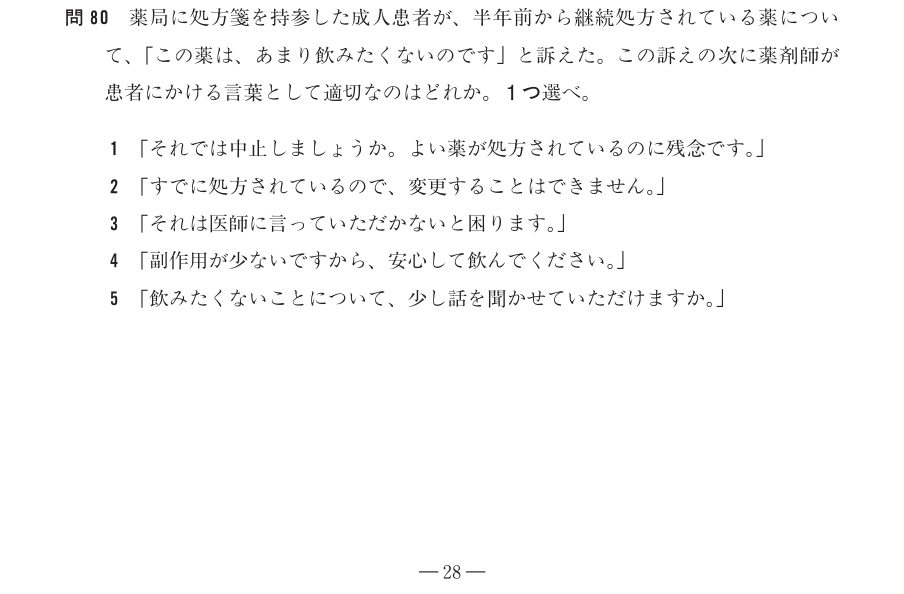 問80　薬局に処方箋を持参した成人患者が、半年前から継続処方されている薬につい
て、「この薬は、あまり飲みたくないのです」と訴えた。この訴えの次に薬剤師が
患者にかける言葉として適切なのはどれか。1つ選べ。
1　「それでは中止しましょうか。よい薬が処方されているのに残念です。」
2　「すでに処方されているので、変更することはできません。」
3　「それは医師に言っていただかないと困ります。」
4　「副作用が少ないですから、安心して飲んでください。」
5　「飲みたくないことについて、少し話を聞かせていただけますか。」
— 28 —